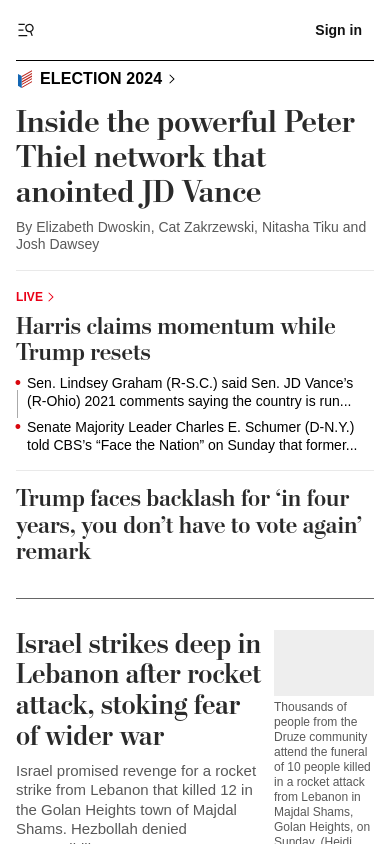 Sign in
ELECTION 2024
Inside the powerful Peter
Thiel network that
anointed JD Vance
By Elizabeth Dwoskin, Cat Zakrzewski, Nitasha Tiku and
Josh Dawsey
LIVE
Harris claims momentum while
Trump resets
Sen. Lindsey Graham (R-S.C.) said Sen. JD Vance’s
(R-Ohio) 2021 comments saying the country is run...
Senate Majority Leader Charles E. Schumer (D-N.Y.)
told CBS’s “Face the Nation” on Sunday that former...
Trump faces backlash for ‘in four
years, you don’t have to vote again’
remark
Israel strikes deep in
Lebanon after rocket
attack, stoking fear
of wider war
Israel promised revenge for a rocket
strike from Lebanon that killed 12 in
the Golan Heights town of Majdal
Shams. Hezbollah denied
Thousands of
people from the
Druze community
attend the funeral
of 10 people killed
in a rocket attack
from Lebanon in
Majdal Shams,
Golan Heights, on
Sunday. (Heidi